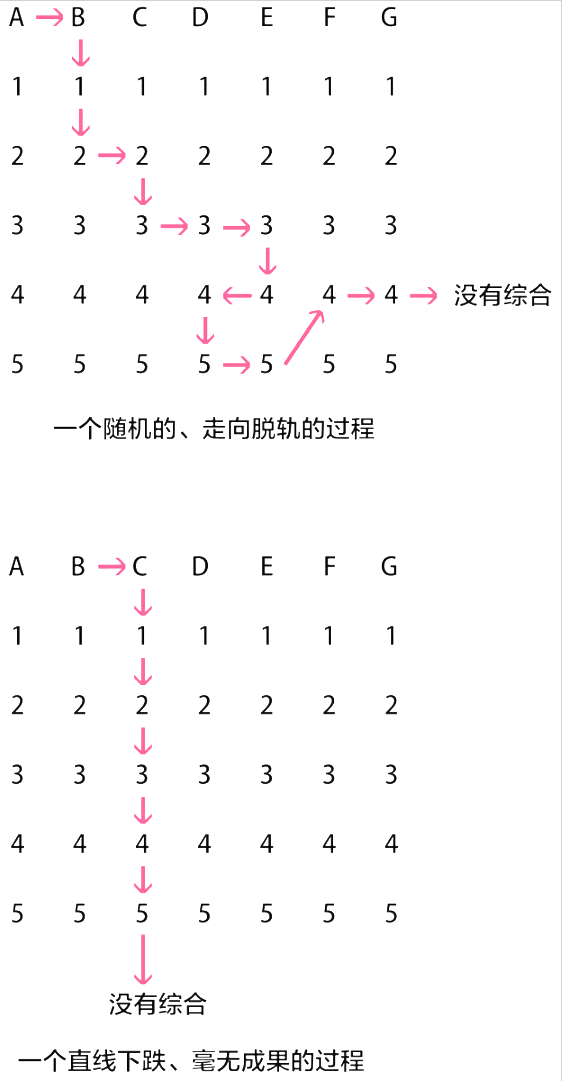 A → B C D E F G
1 1 1 1 1 1 1
2 2 → 2 2 2 2 2
3 3 3 → 3 → 3 3 3
4 4 4 4 ← 4 4 → 4 → 没有综合
5 5 5 5 → 5 5 5
一个随机的、走向脱轨的过程
A B → C D E F G
1 1 1 1 1 1 1
2 2 2 2 2 2 2
3 3 3 3 3 3 3
4 4 4 4 4 4 4
5 5 5 5 5 5 5
没有综合
一个直线下跌、毫无成果的过程